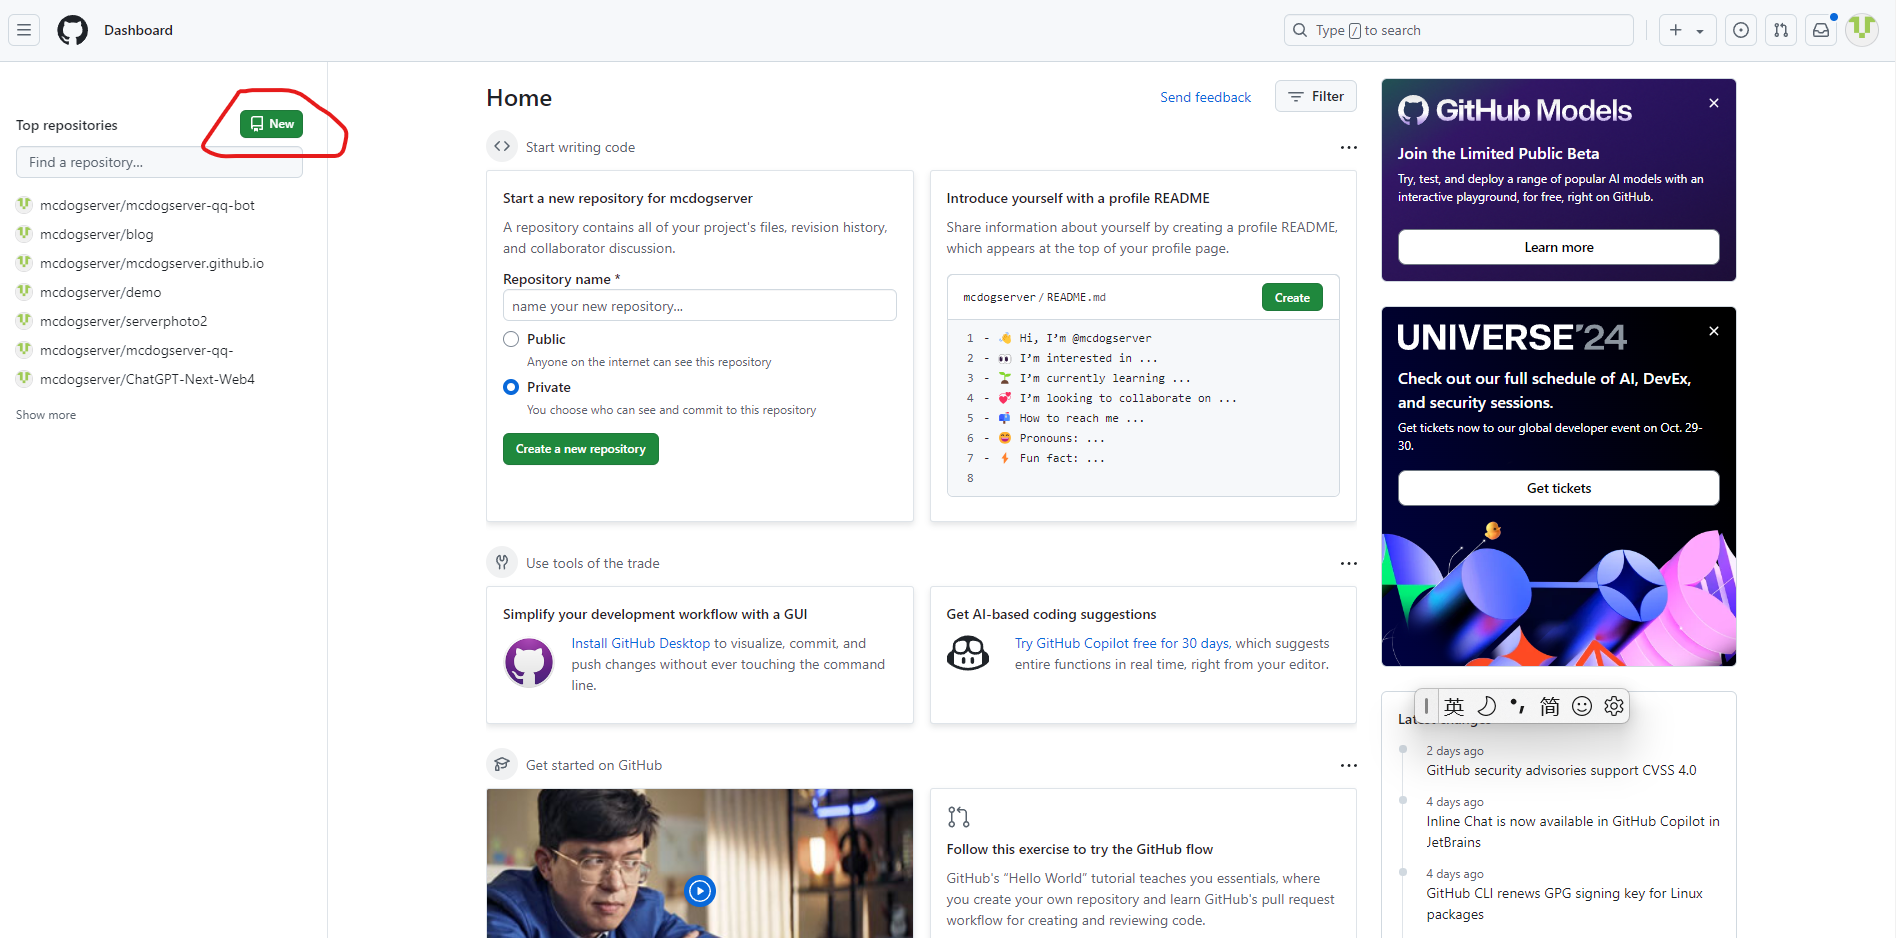 Dashboard
Type / to search
Top repositories
New
Find a repository...
mcdogserver/mcdogserver-qq-bot
mcdogserver/blog
mcdogserver/mcdogserver.github.io
mcdogserver/demo
mcdogserver/serverphoto2
mcdogserver/mcdogserver-qq-
mcdogserver/ChatGPT-Next-Web4
Show more
Home
Send feedback
Filter
Start writing code
Start a new repository for mcdogserver
A repository contains all of your project's files, revision history,
and collaborator discussion.
Repository name *
name your new repository...
Public
Anyone on the internet can see this repository
Private
You choose who can see and commit to this repository
Create a new repository
Introduce yourself with a profile README
Share information about yourself by creating a profile README,
which appears at the top of your profile page.
mcdogserver / README.md
Create
1 - 👋 Hi, I’m @mcdogserver
2 - 👀 I’m interested in ...
3 - 🌱 I’m currently learning ...
4 - 💞️ I’m looking to collaborate on ...
5 - 📫 How to reach me ...
6 - 😄 Pronouns: ...
7 - ⚡ Fun fact: ...
8
Use tools of the trade
Simplify your development workflow with a GUI
Install GitHub Desktop to visualize, commit, and
push changes without ever touching the command
line.
Get AI-based coding suggestions
Try GitHub Copilot free for 30 days, which suggests
entire functions in real time, right from your editor.
Get started on GitHub
Follow this exercise to try the GitHub flow
GitHub's “Hello World” tutorial teaches you essentials, where
you create your own repository and learn GitHub's pull request
workflow for creating and reviewing code.
GitHub Models
Join the Limited Public Beta
Try, test, and deploy a range of popular AI models with an
interactive playground, for free, right on GitHub.
Learn more
UNIVERSE'24
Check out our full schedule of AI, DevEx,
and security sessions.
Get tickets now to our global developer event on Oct. 29-
30.
Get tickets
英 简
Latest changes
2 days ago
GitHub security advisories support CVSS 4.0
4 days ago
Inline Chat is now available in GitHub Copilot in
JetBrains
4 days ago
GitHub CLI renews GPG signing key for Linux
packages